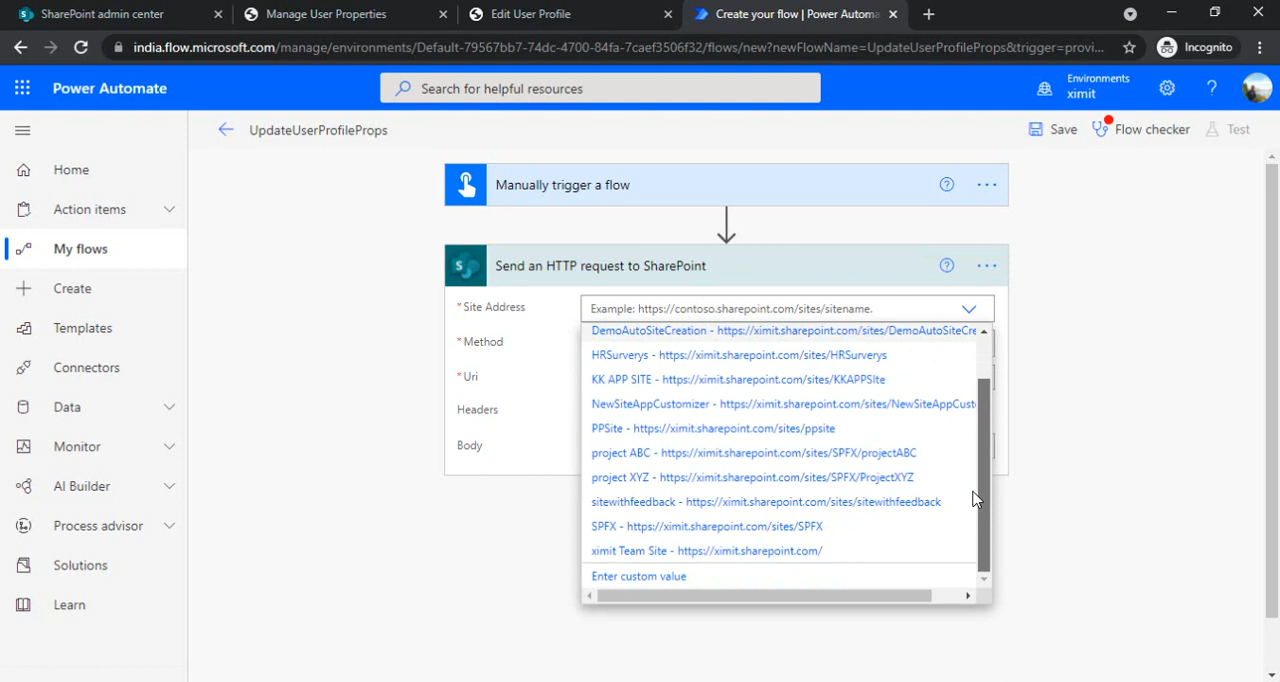 SharePoint admin center
Manage User Properties
Edit User Profile
Create your flow | Power Automa
india.flow.microsoft.com/manage/environments/Default-79567bb7-74dc-4700-84fa-7caef3506f32/flows/new?newFlowName=UpdateUserProfileProps&trigger=provi...
Incognito
Power Automate
Search for helpful resources
Environments
ximit
UpdateUserProfileProps
Save
Flow checker
Test
Home
Action items
My flows
Create
Templates
Connectors
Data
Monitor
AI Builder
Process advisor
Solutions
Learn
Manually trigger a flow
Send an HTTP request to SharePoint
* Site Address
Example: https://contoso.sharepoint.com/sites/sitename.
* Method
* Uri
Headers
Body
DemoAutoSiteCreation - https://ximit.sharepoint.com/sites/DemoAutoSiteCre
HRSurverys - https://ximit.sharepoint.com/sites/HRSurverys
KK APP SITE - https://ximit.sharepoint.com/sites/KKAPPSIte
NewSiteAppCustomizer - https://ximit.sharepoint.com/sites/NewSiteAppCust
PPSite - https://ximit.sharepoint.com/sites/ppsite
project ABC - https://ximit.sharepoint.com/sites/SPFX/projectABC
project XYZ - https://ximit.sharepoint.com/sites/SPFX/ProjectXYZ
sitewithfeedback - https://ximit.sharepoint.com/sites/sitewithfeedback
SPFX - https://ximit.sharepoint.com/sites/SPFX
ximit Team Site - https://ximit.sharepoint.com/
Enter custom value